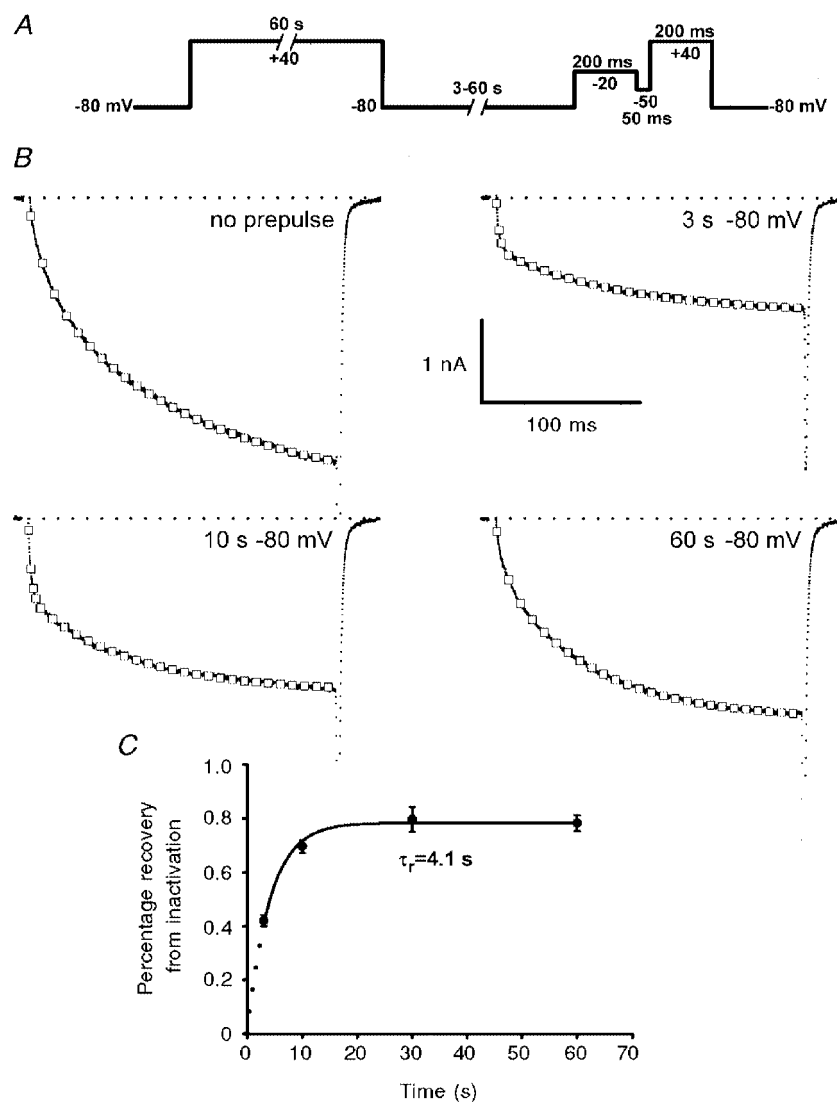 A
60 s
+40
-80 mV
-80
3-60 s
200 ms
-20
-50
50 ms
200 ms
+40
-80 mV
B
no prepulse
3 s -80 mV
1 nA
100 ms
10 s -80 mV
60 s -80 mV
C
Percentage recovery
from inactivation
1.0
0.8
0.6
0.4
0.2
0
τr=4.1 s
0 10 20 30 40 50 60 70
Time (s)